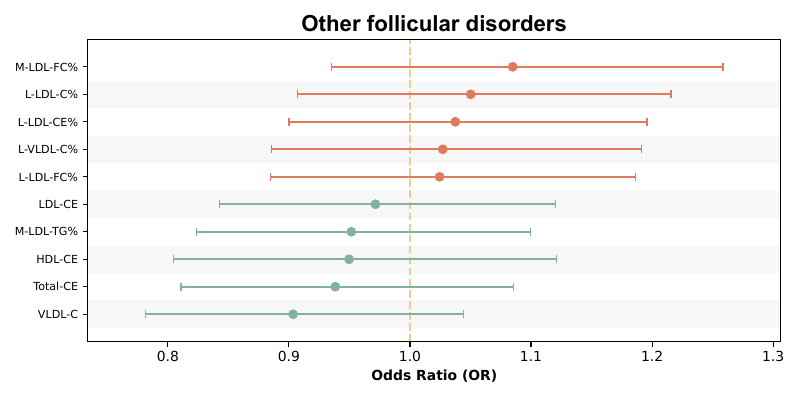 Other follicular disorders
M-LDL-FC%
L-LDL-C%
L-LDL-CE%
L-VLDL-C%
L-LDL-FC%
LDL-CE
M-LDL-TG%
HDL-CE
Total-CE
VLDL-C
0.8 0.9 1.0 1.1 1.2 1.3
Odds Ratio (OR)